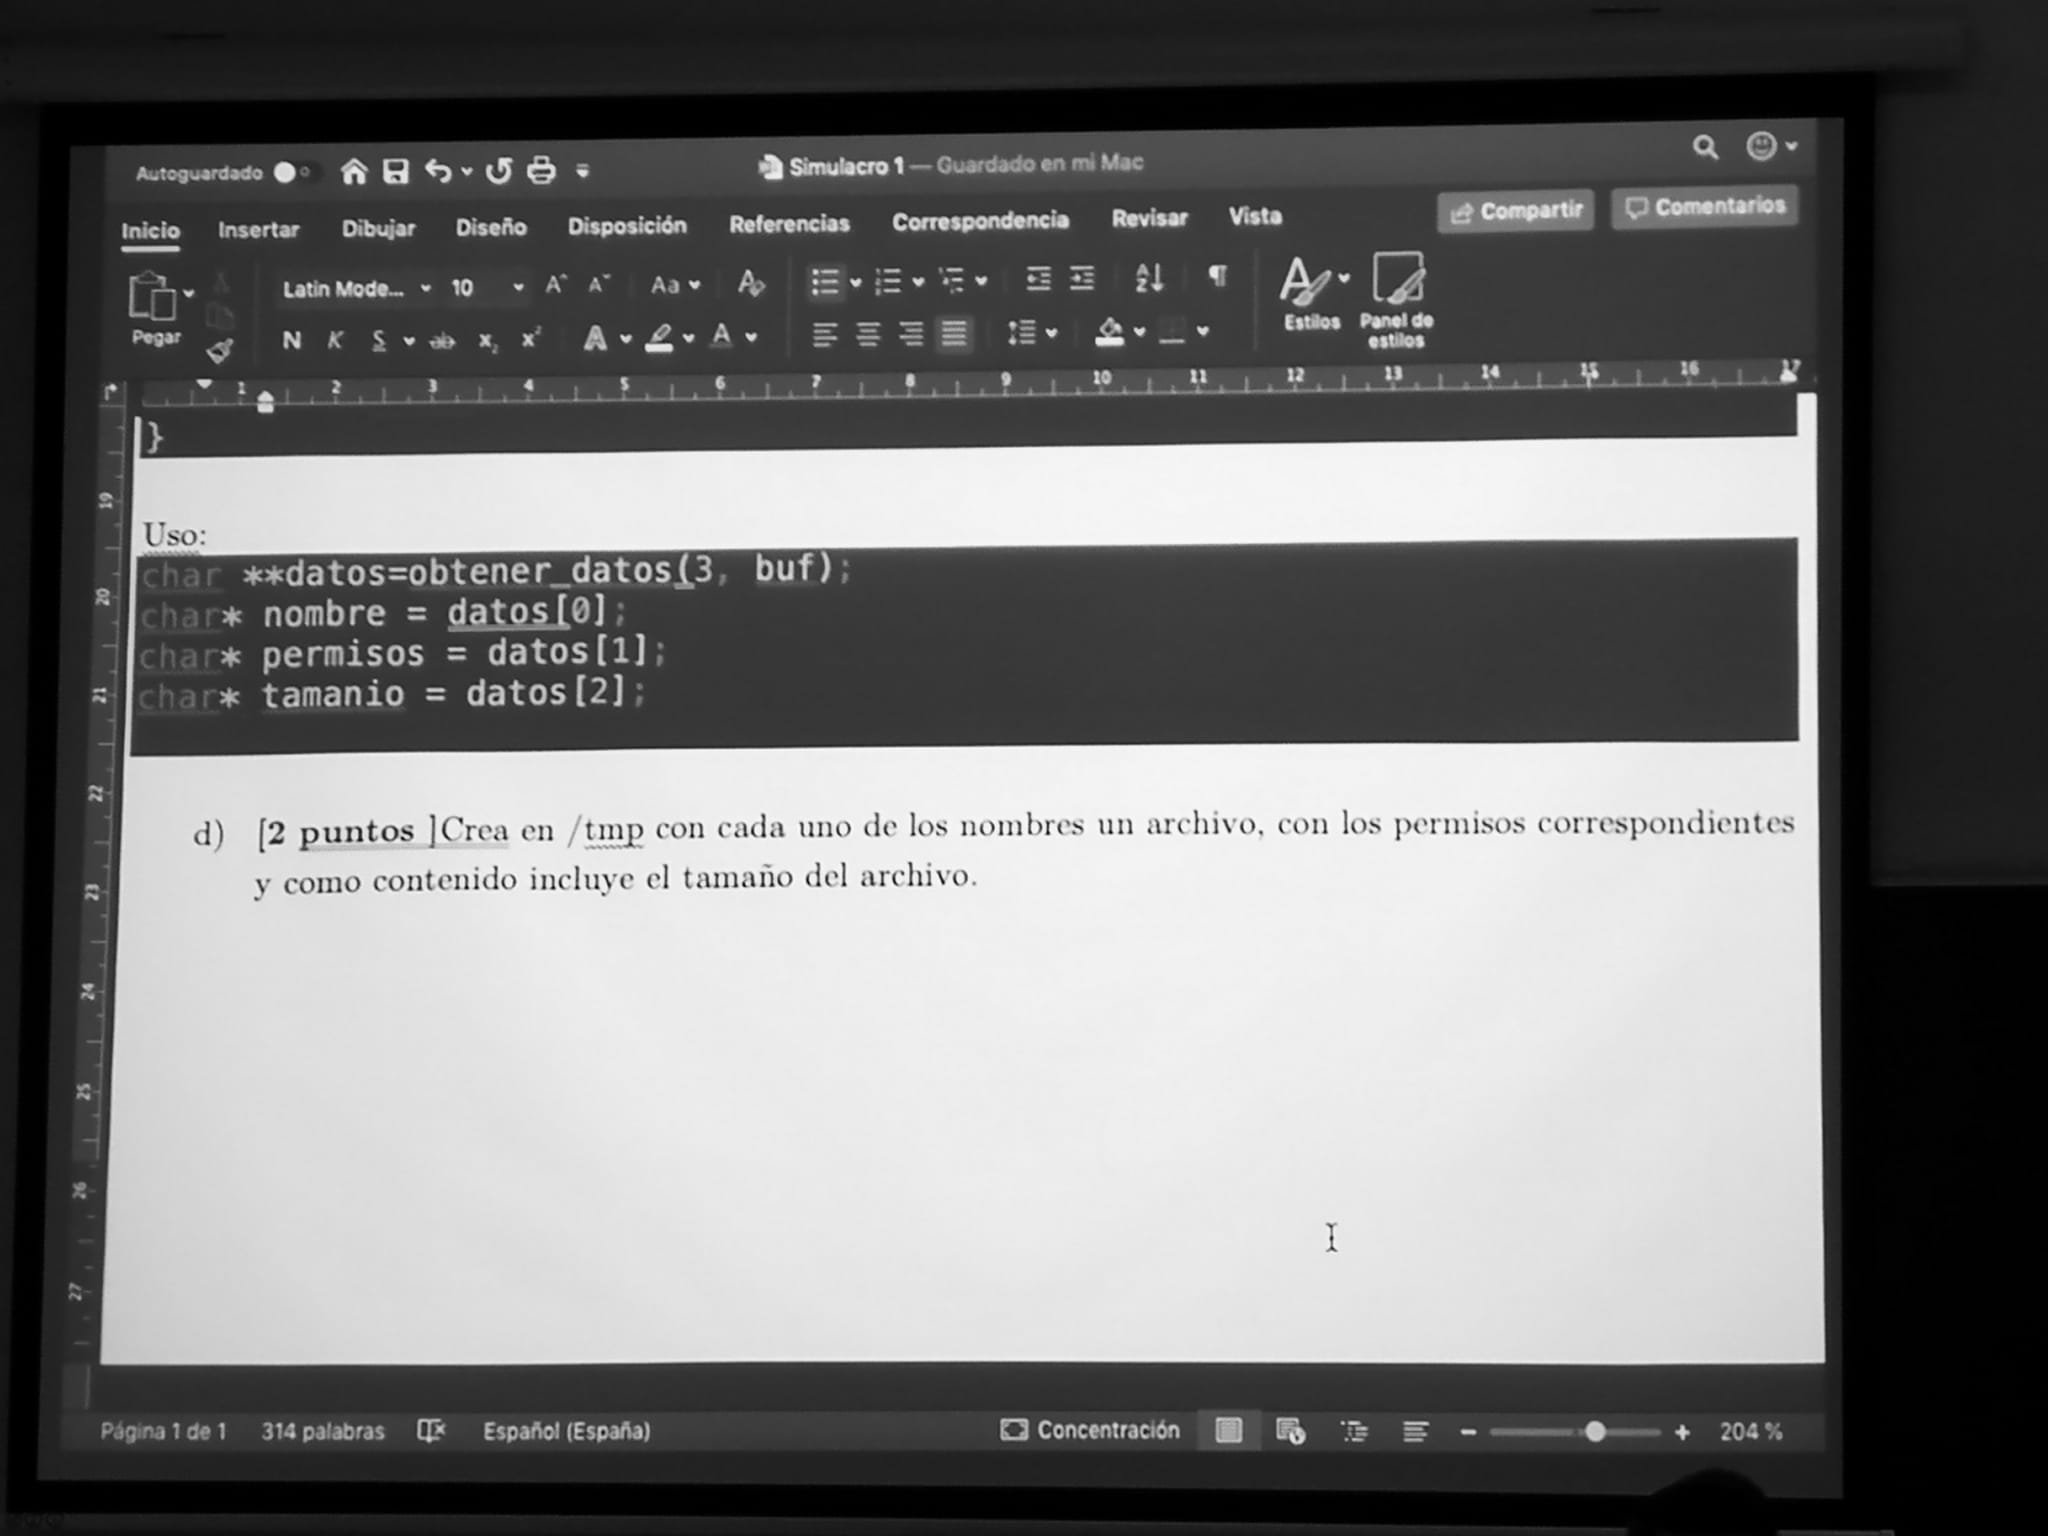 Autoguardado
Simulacro 1 — Guardado en mi Mac
Inicio Insertar Dibujar Diseño Disposición Referencias Correspondencia Revisar Vista Compartir Comentarios
Pegar
Latin Mode... 10 A A Aa A
N K S ab x₂ x² A A
Estilos
Panel de
estilos
1 2 3 4 5 6 7 8 9 10 11 12 13 14 15 16 17
}
Uso:
char **datos=obtener_datos(3, buf);
char* nombre = datos[0];
char* permisos = datos[1];
char* tamanio = datos[2];
d) [2 puntos ]Crea en /tmp con cada uno de los nombres un archivo, con los permisos correspondientes
y como contenido incluye el tamaño del archivo.
19
20
21
22
23
24
25
26
27
Página 1 de 1 314 palabras Español (España) Concentración 204 %